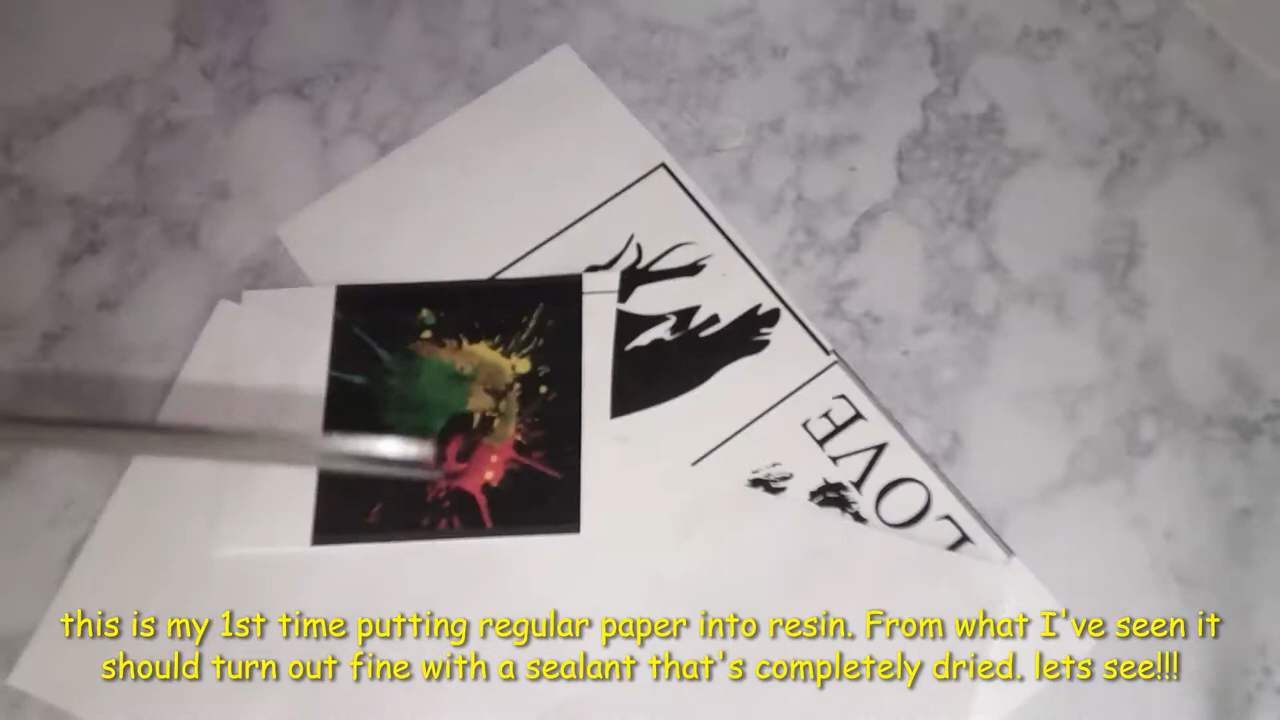 LOVE
this is my 1st time putting regular paper into resin. From what I've seen it
should turn out fine with a sealant that's completely dried. lets see!!!